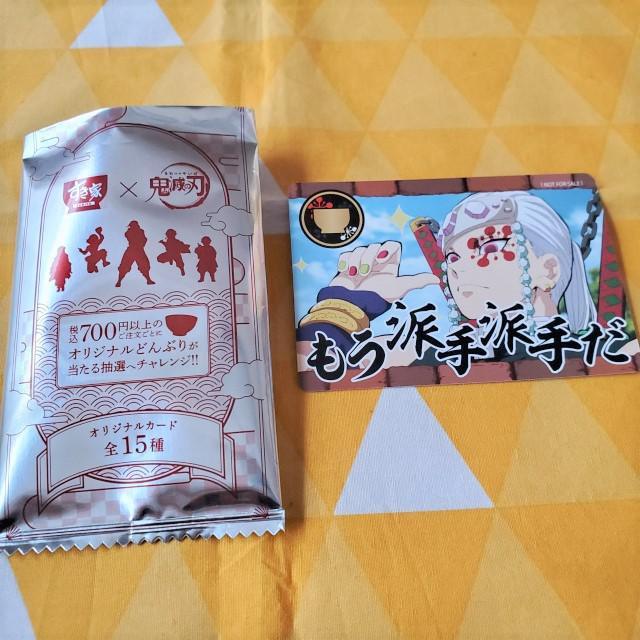 すき家
×
鬼滅の刃
税込700円以上の
ご注文ごとに
オリジナルどんぶりが
当たる抽選へチャレンジ!!
オリジナルカード
全15種
[NOT FOR SALE]
もう派手派手だ